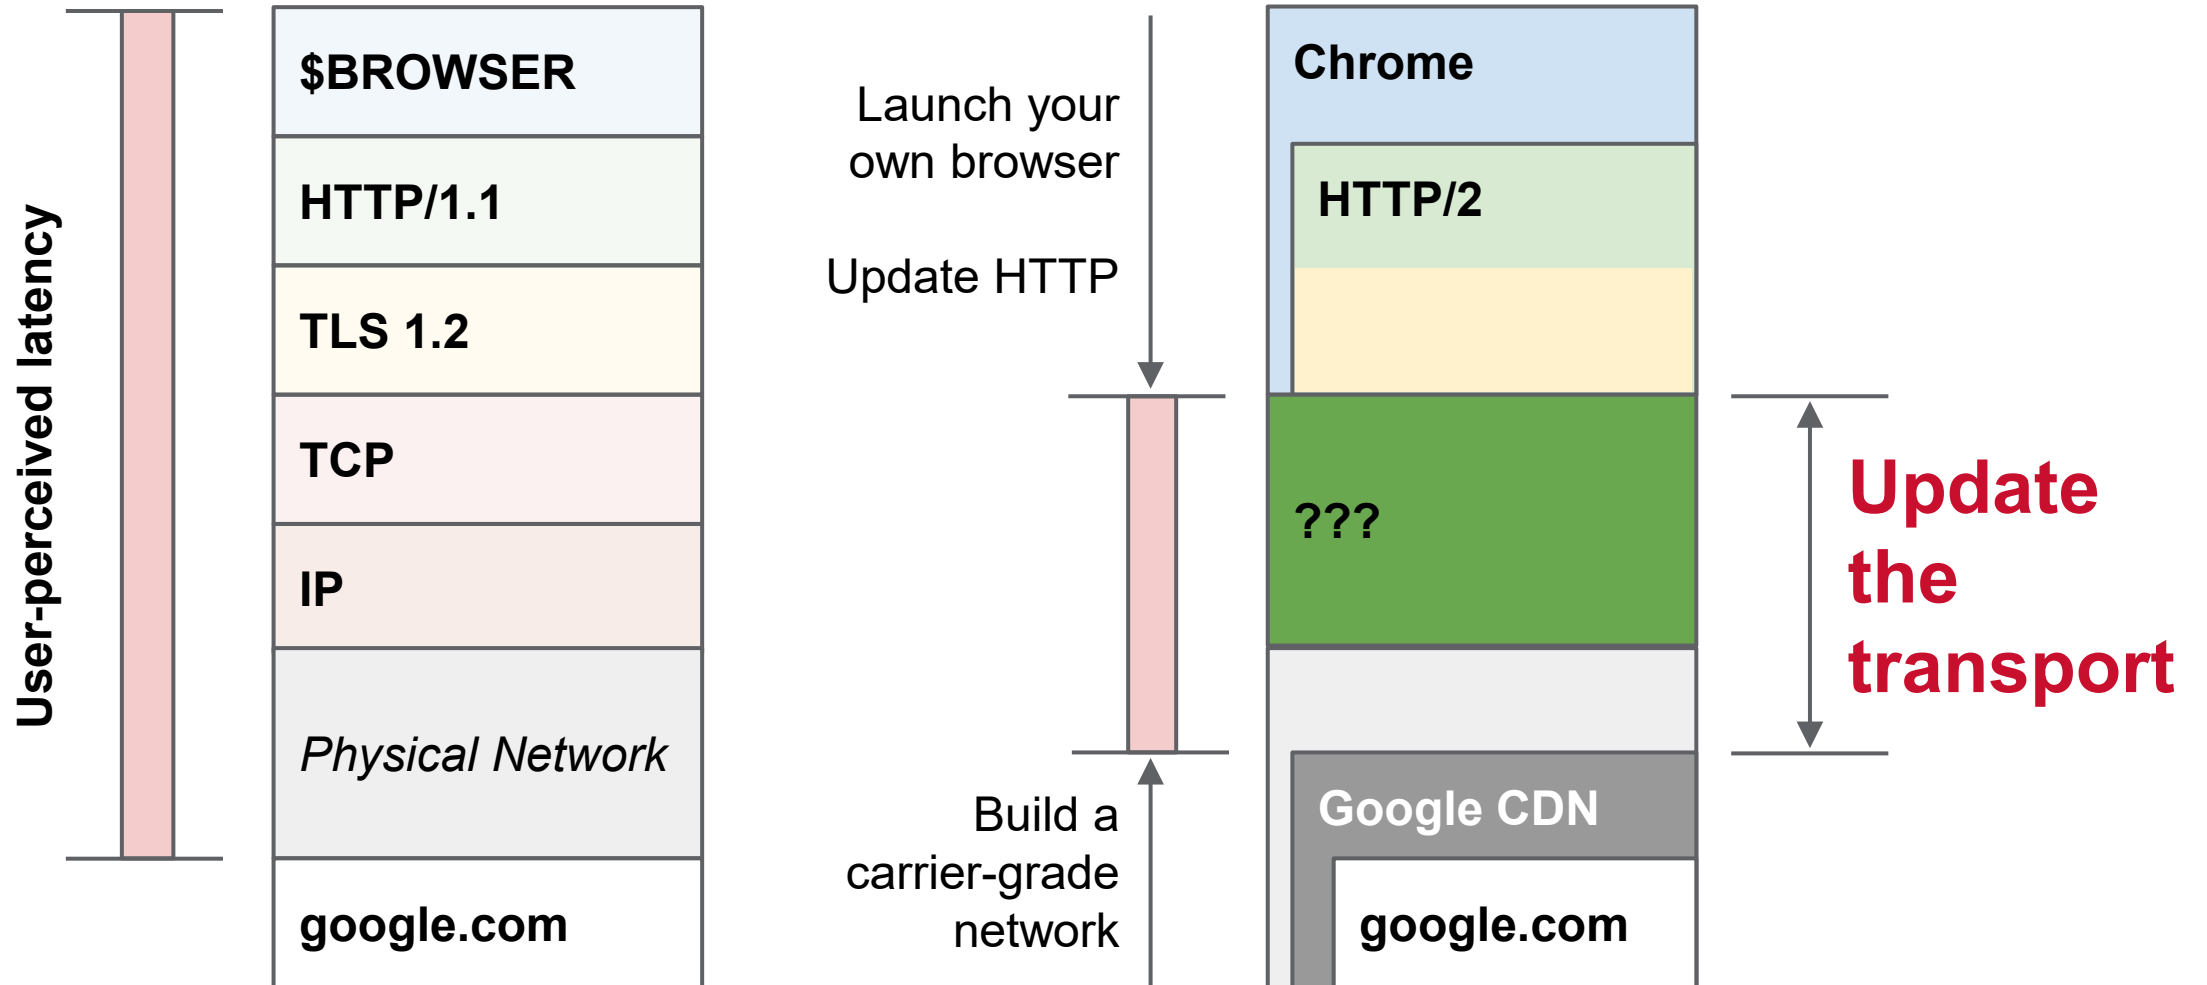 User-perceived latency
$BROWSER
HTTP/1.1
TLS 1.2
TCP
IP
Physical Network
google.com
Launch your
own browser
Update HTTP
Build a
carrier-grade
network
Chrome
HTTP/2
???
Google CDN
google.com
Update
the
transport